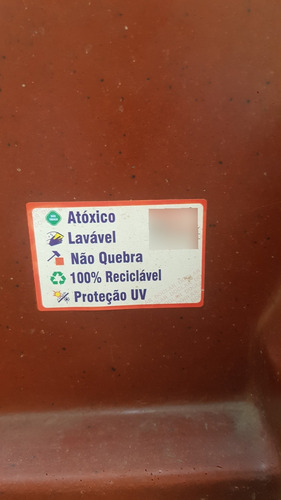 Atóxico
Lavável
Não Quebra
100% Reciclável
Proteção UV